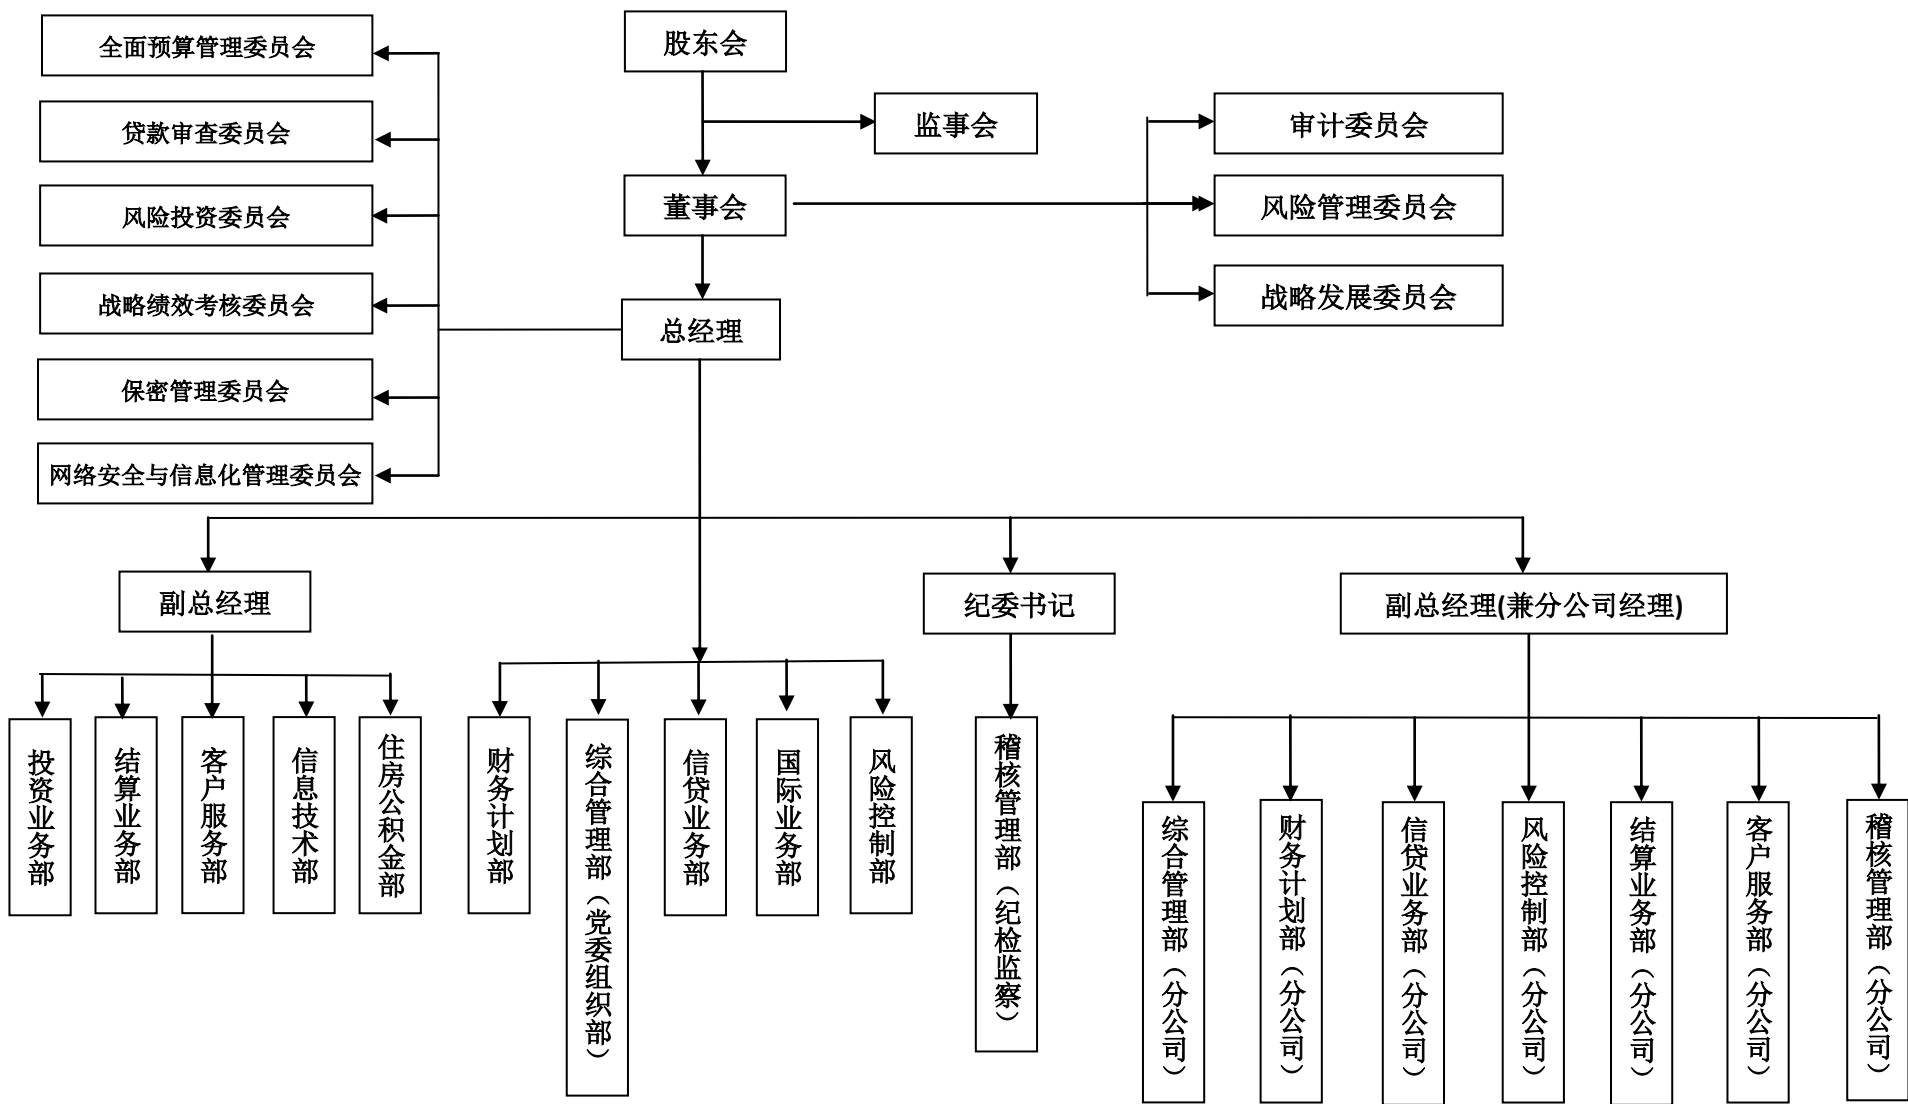 股东会
监事会
董事会
审计委员会
风险管理委员会
战略发展委员会
总经理
全面预算管理委员会
贷款审查委员会
风险投资委员会
战略绩效考核委员会
保密管理委员会
网络安全与信息化管理委员会
副总经理
纪委书记
副总经理(兼分公司经理)
投资业务部
结算业务部
客户服务部
信息技术部
住房公积金部
财务计划部
综合管理部（党委组织部）
信贷业务部
国际业务部
风险控制部
稽核管理部（纪检监察）
综合管理部（分公司）
财务计划部（分公司）
信贷业务部（分公司）
风险控制部（分公司）
结算业务部（分公司）
客户服务部（分公司）
稽核管理部（分公司）